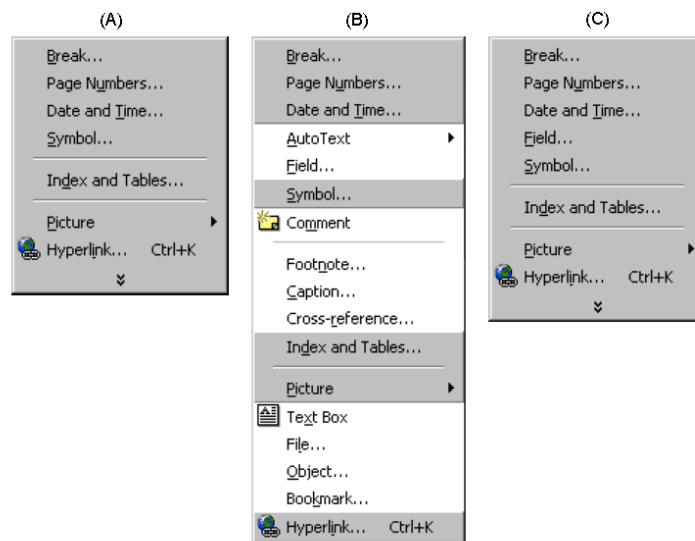 (A)
Break...
Page Numbers...
Date and Time...
Symbol...
Index and Tables...
Picture
Hyperlink... Ctrl+K
(B)
Break...
Page Numbers...
Date and Time...
AutoText
Field...
Symbol...
Comment
Footnote...
Caption...
Cross-reference...
Index and Tables...
Picture
Text Box
File...
Object...
Bookmark...
Hyperlink... Ctrl+K
(C)
Break...
Page Numbers...
Date and Time...
Field...
Symbol...
Index and Tables...
Picture
Hyperlink... Ctrl+K